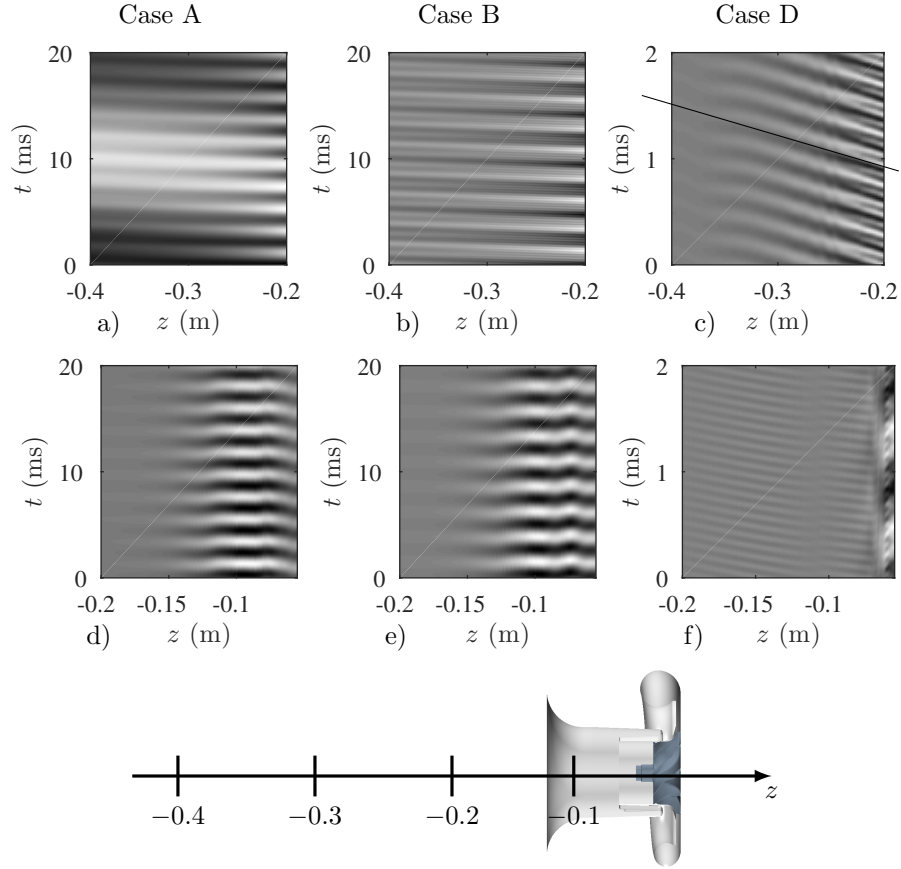 Case A Case B Case D
20 20 2
t (ms) t (ms) t (ms)
10 10 1
0 0 0
-0.4 -0.3 -0.2 -0.4 -0.3 -0.2 -0.4 -0.3 -0.2
a) z (m) b) z (m) c) z (m)
20 20 2
t (ms) t (ms) t (ms)
10 10 1
0 0 0
-0.2 -0.15 -0.1 -0.2 -0.15 -0.1 -0.2 -0.15 -0.1
d) z (m) e) z (m) f) z (m)
z
−0.4 −0.3 −0.2 −0.1